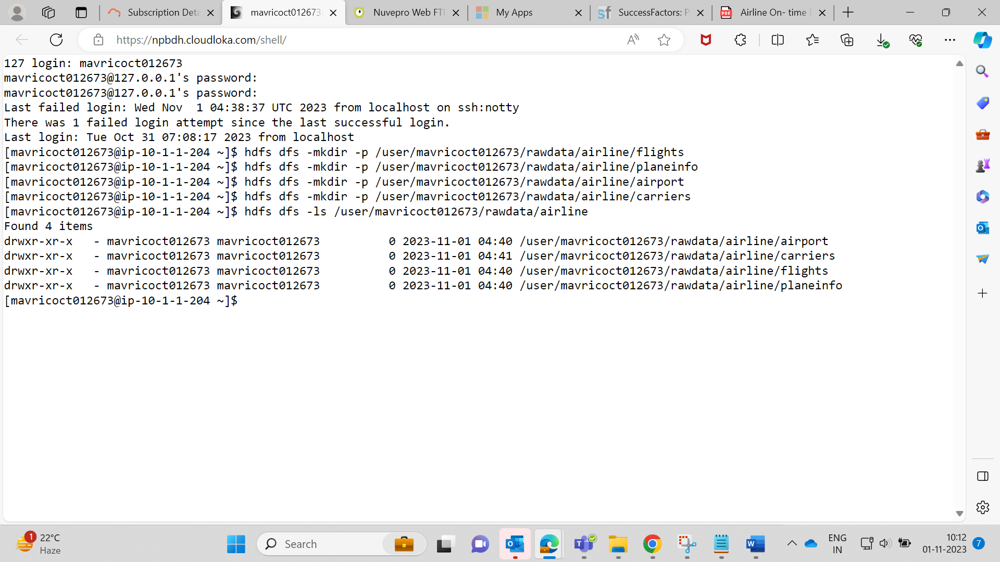 Subscription Deta
mavricoct012673
Nuvepro Web FTP
My Apps
SuccessFactors: P
Airline On- time D
https://npbdh.cloudloka.com/shell/
127 login: mavricoct012673
mavricoct012673@127.0.0.1's password:
mavricoct012673@127.0.0.1's password:
Last failed login: Wed Nov  1 04:38:37 UTC 2023 from localhost on ssh:notty
There was 1 failed login attempt since the last successful login.
Last login: Tue Oct 31 07:08:17 2023 from localhost
[mavricoct012673@ip-10-1-1-204 ~]$ hdfs dfs -mkdir -p /user/mavricoct012673/rawdata/airline/flights
[mavricoct012673@ip-10-1-1-204 ~]$ hdfs dfs -mkdir -p /user/mavricoct012673/rawdata/airline/planeinfo
[mavricoct012673@ip-10-1-1-204 ~]$ hdfs dfs -mkdir -p /user/mavricoct012673/rawdata/airline/airport
[mavricoct012673@ip-10-1-1-204 ~]$ hdfs dfs -mkdir -p /user/mavricoct012673/rawdata/airline/carriers
[mavricoct012673@ip-10-1-1-204 ~]$ hdfs dfs -ls /user/mavricoct012673/rawdata/airline
Found 4 items
drwxr-xr-x   - mavricoct012673 mavricoct012673          0 2023-11-01 04:40 /user/mavricoct012673/rawdata/airline/airport
drwxr-xr-x   - mavricoct012673 mavricoct012673          0 2023-11-01 04:41 /user/mavricoct012673/rawdata/airline/carriers
drwxr-xr-x   - mavricoct012673 mavricoct012673          0 2023-11-01 04:40 /user/mavricoct012673/rawdata/airline/flights
drwxr-xr-x   - mavricoct012673 mavricoct012673          0 2023-11-01 04:40 /user/mavricoct012673/rawdata/airline/planeinfo
[mavricoct012673@ip-10-1-1-204 ~]$
1
22°C
Haze
Search
ENG
IN
10:12
01-11-2023
7